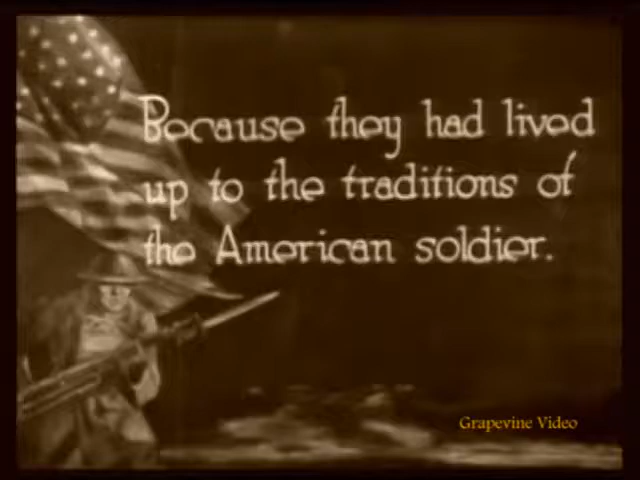 Because they had lived
up to the traditions of
the American soldier.
Grapevine Video